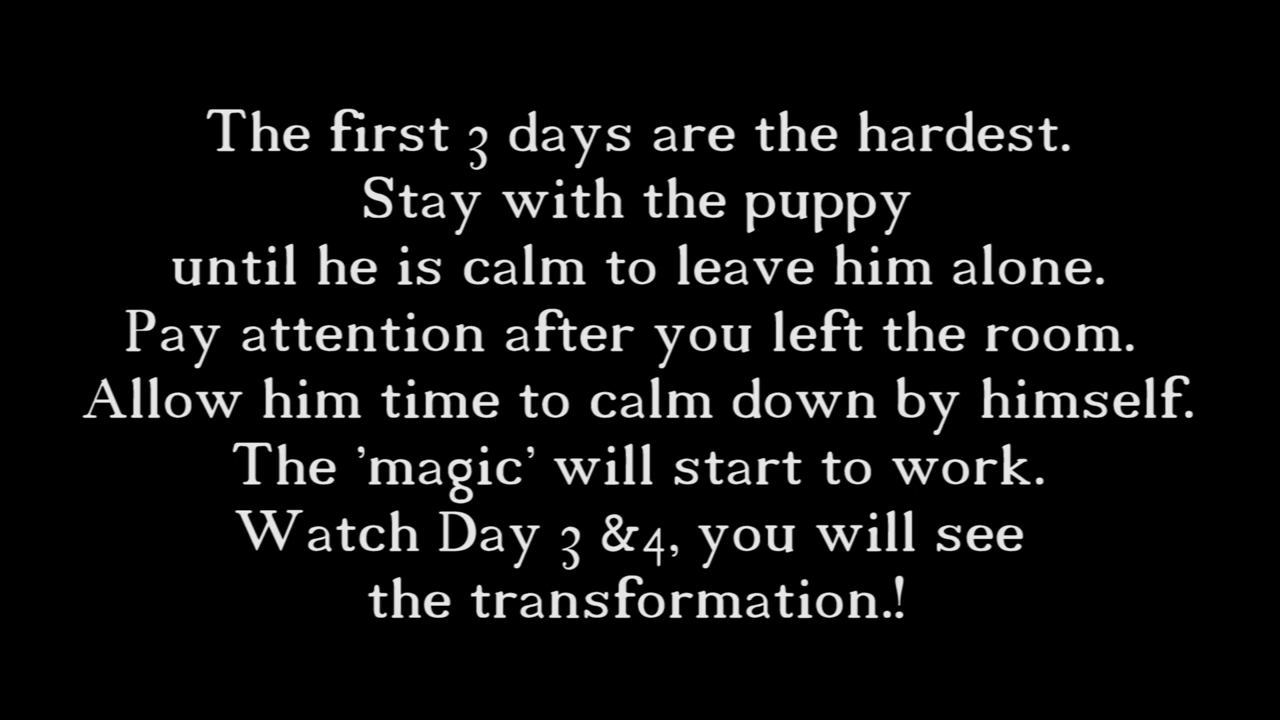 The first 3 days are the hardest.
Stay with the puppy
until he is calm to leave him alone.
Pay attention after you left the room.
Allow him time to calm down by himself.
The 'magic' will start to work.
Watch Day 3 &4, you will see
the transformation.!